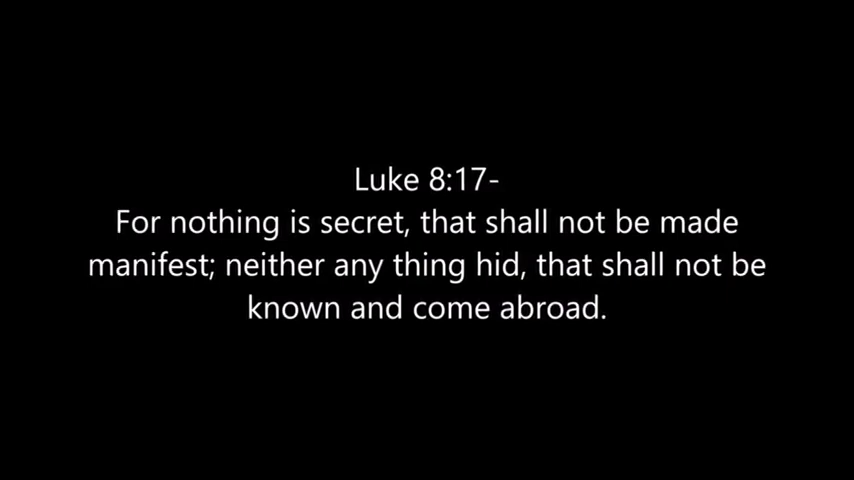 Luke 8:17-
For nothing is secret, that shall not be made
manifest; neither any thing hid, that shall not be
known and come abroad.